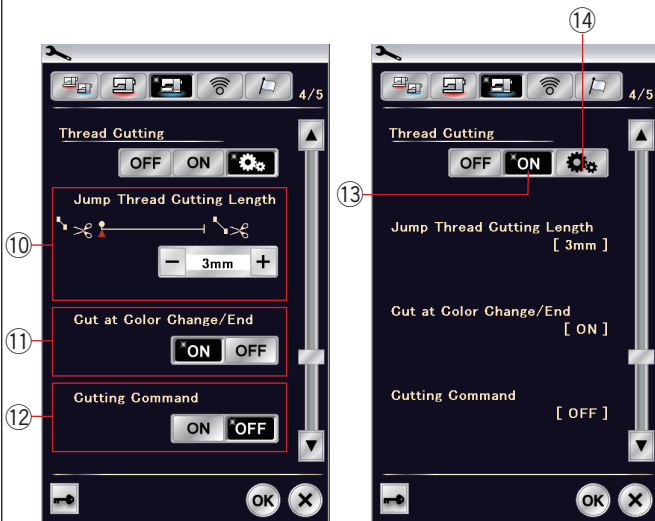 ⑭
4/5
Thread Cutting
OFF ON
⑩
Jump Thread Cutting Length
− 3mm +
⑪
Cut at Color Change/End
ON OFF
⑫
Cutting Command
ON OFF
OK X
4/5
Thread Cutting
OFF ON
⑬
Jump Thread Cutting Length
[ 3mm ]
Cut at Color Change/End
[ ON ]
Cutting Command
[ OFF ]
OK X